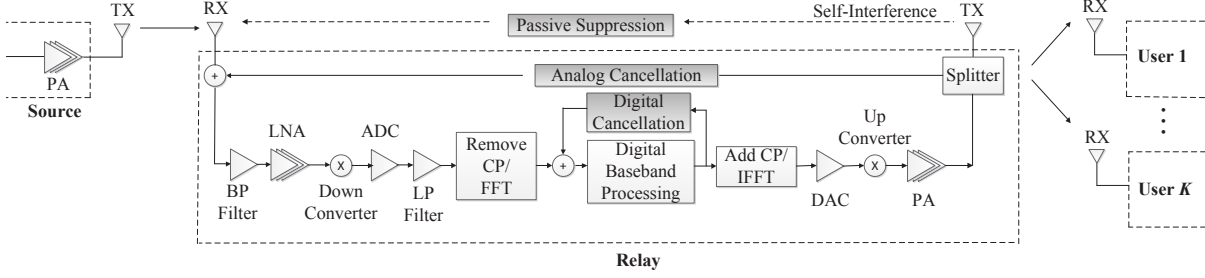 TX
RX
Passive Suppression
Self-Interference
TX
RX
PA
Source
+
Analog Cancellation
Splitter
User 1
Digital
Cancellation
Up
Converter
RX
LNA
ADC
Remove
CP/
FFT
+
Digital
Baseband
Processing
Add CP/
IFFT
X
X
BP
Filter
Down
Converter
LP
Filter
DAC
PA
User K
Relay